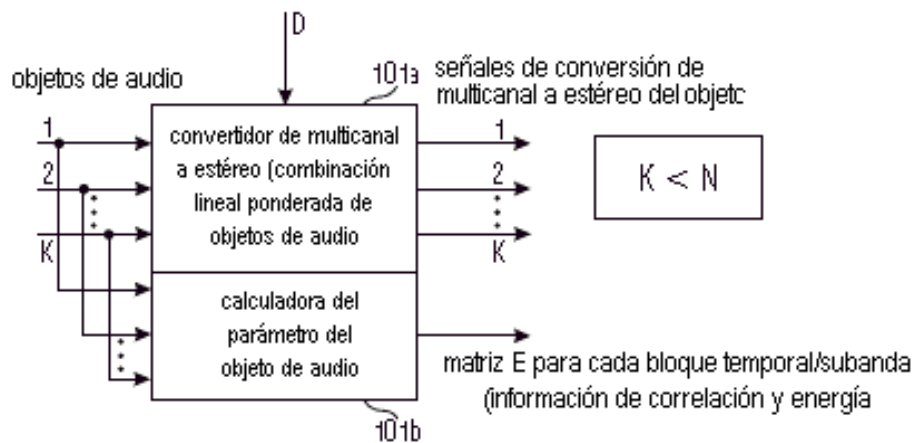 D
objetos de audio
101a
señales de conversión de
multicanal a estéreo del objetc
1
2
K
convertidor de multicanal
a estéreo (combinación
lineal ponderada de
objetos de audio
1
2
K
K < N
calculadora del
parámetro del
objeto de audio
matriz E para cada bloque temporal/subanda
(información de correlación y energía
101b